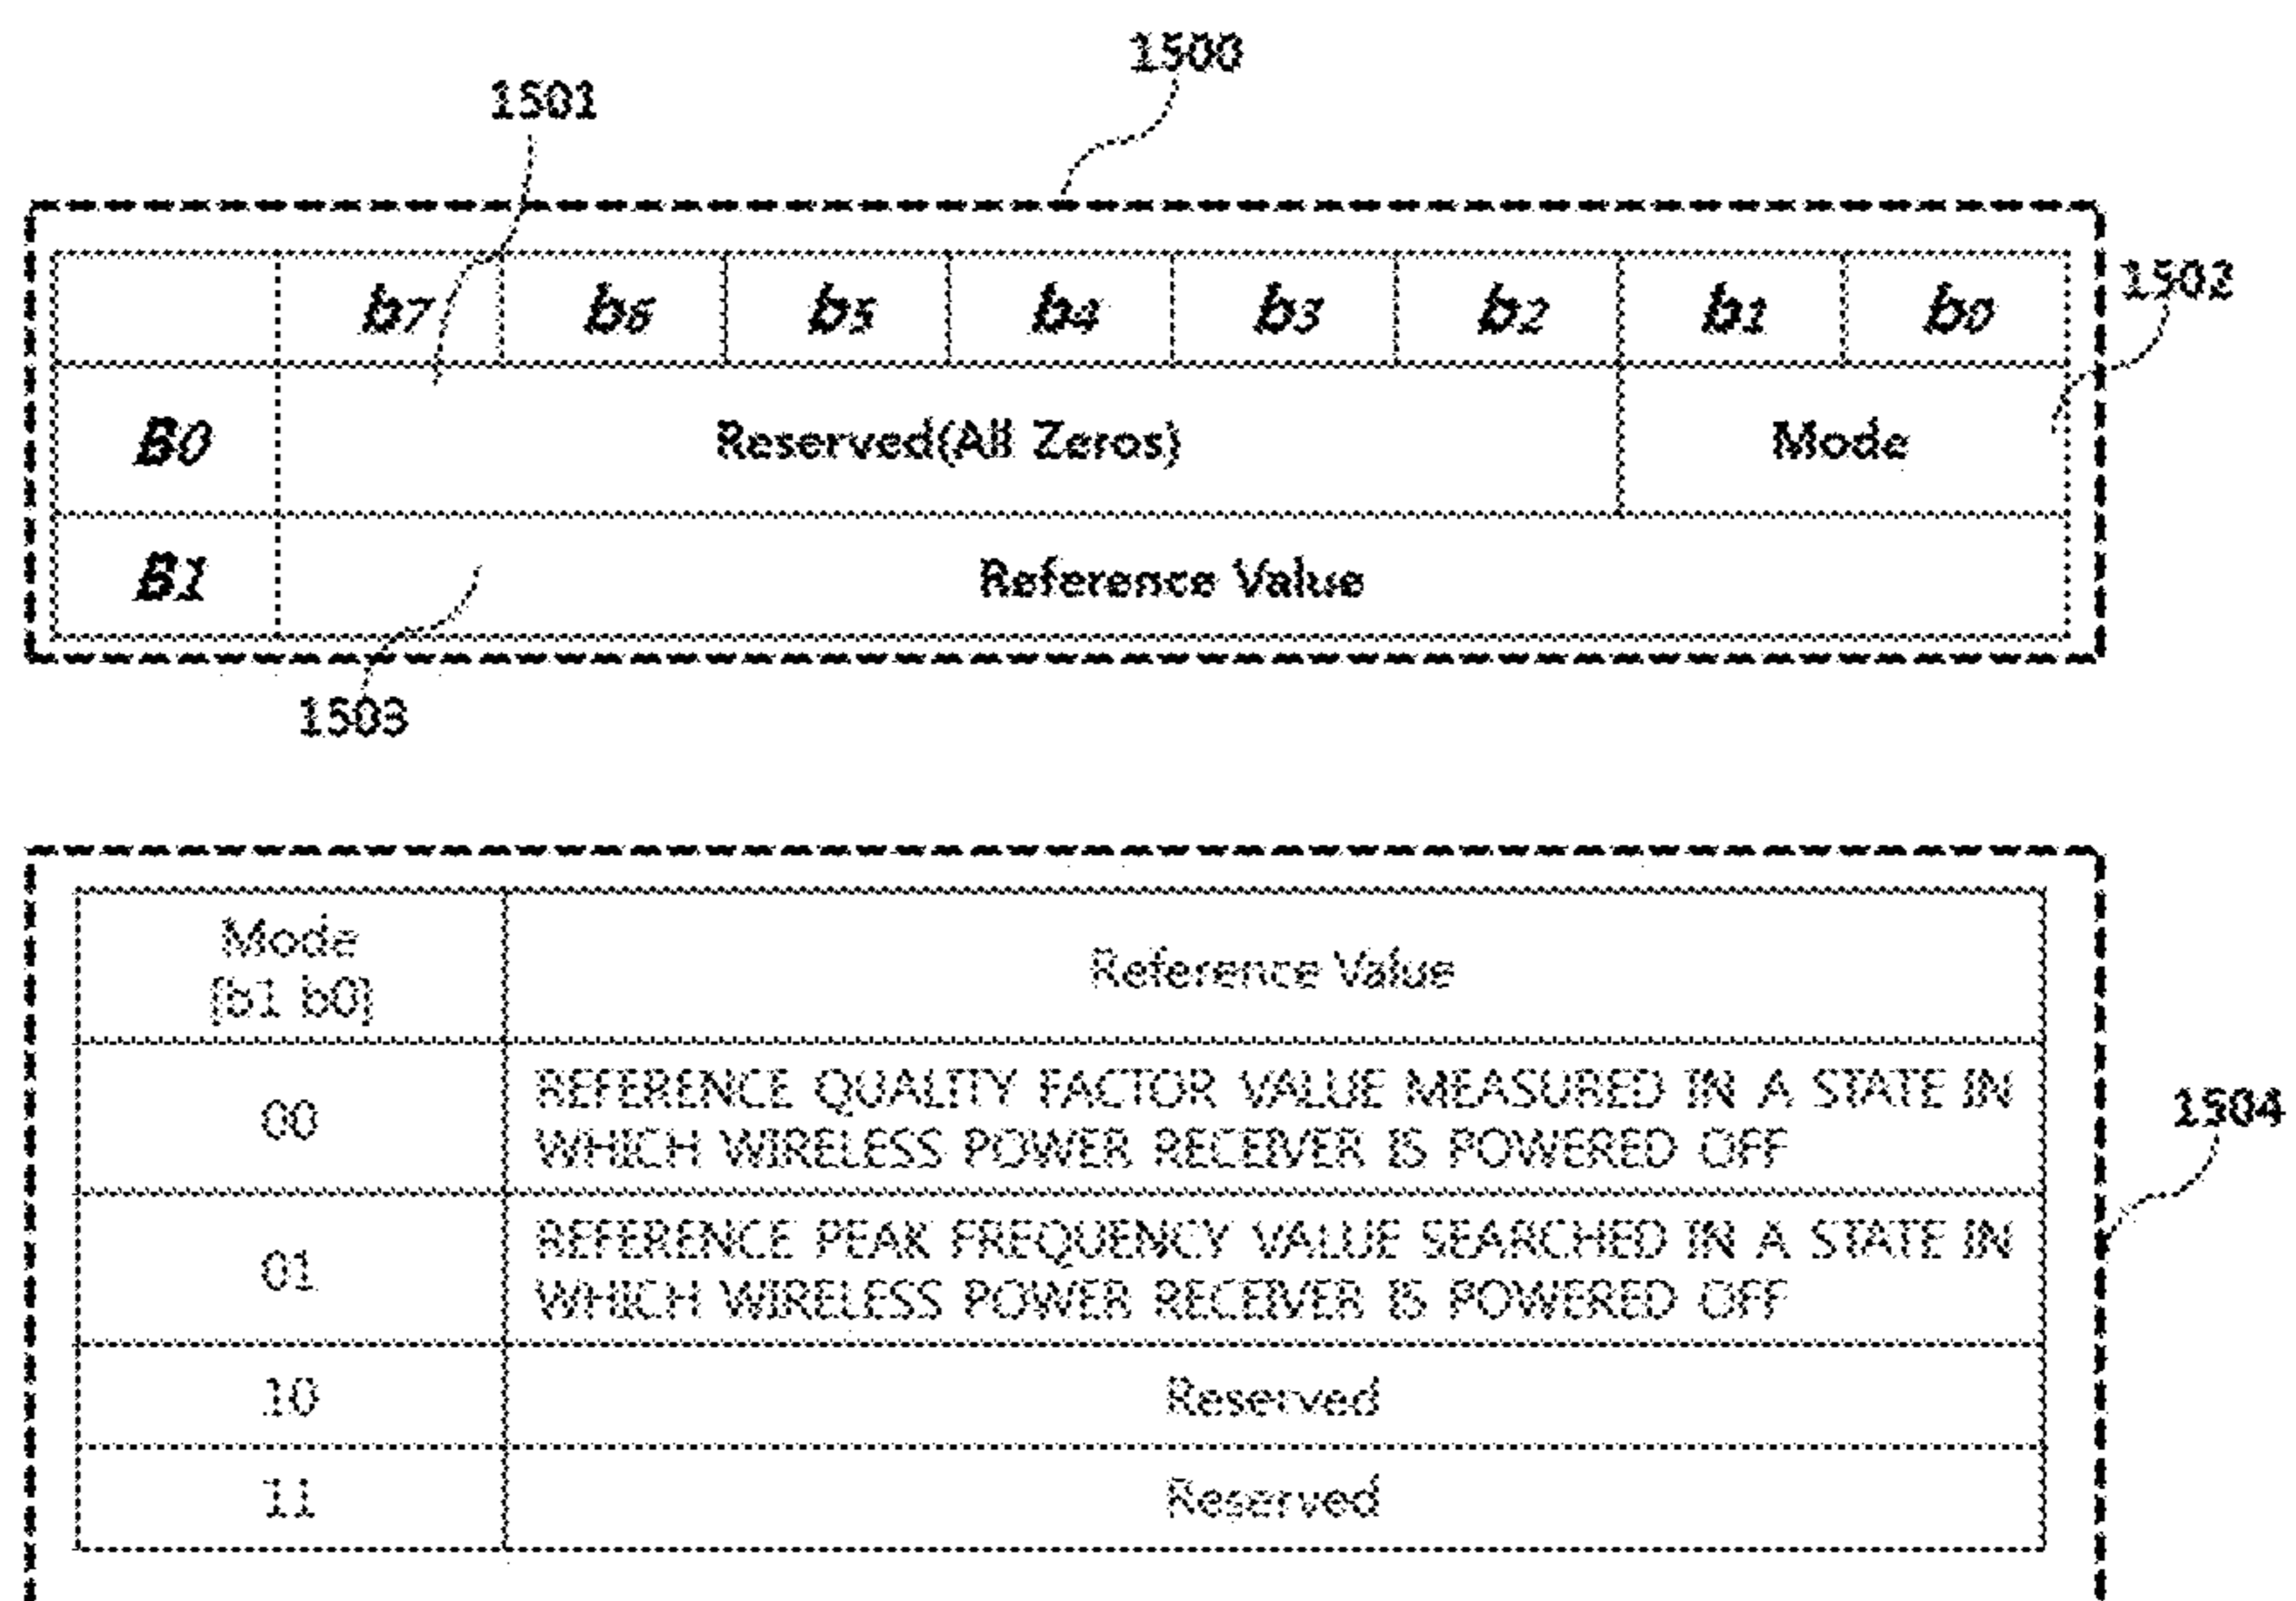 1500
1501
b7 b6 b5 b4 b3 b2 b1 b0
1502
B0 Reserved(All Zeros) Mode
B1 Reference Value
1503
Mode
[b1 b0]
Reference Value
00
REFERENCE QUALITY FACTOR VALUE MEASURED IN A STATE IN
WHICH WIRELESS POWER RECEIVER IS POWERED OFF
1504
01
REFERENCE PEAK FREQUENCY VALUE SEARCHED IN A STATE IN
WHICH WIRELESS POWER RECEIVER IS POWERED OFF
10 Reserved
11 Reserved